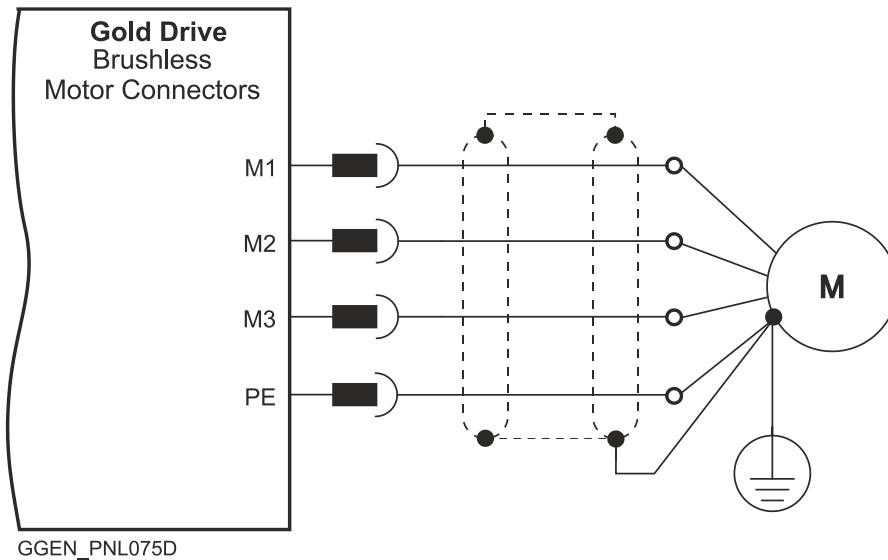 Gold Drive
Brushless
Motor Connectors
M1
M2
M3
PE
M
GGEN_PNL075D